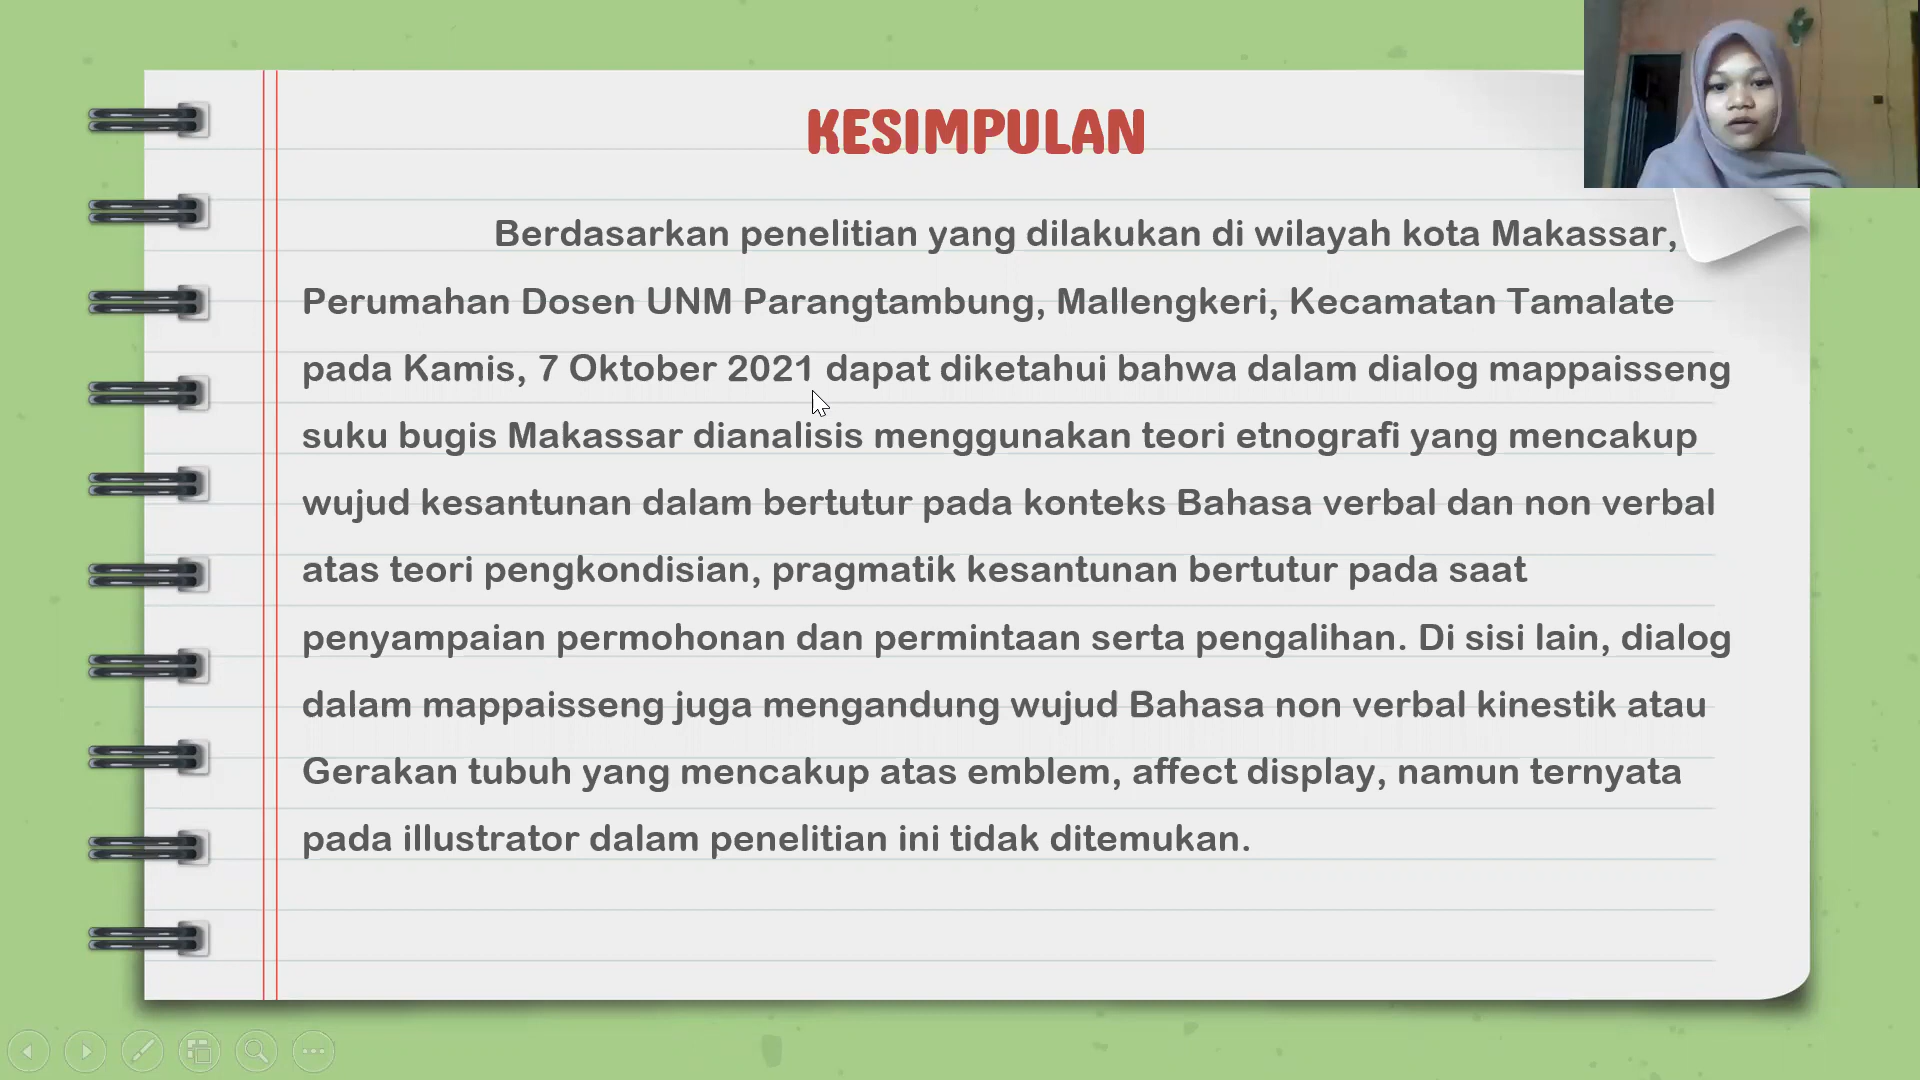 KESIMPULAN
Berdasarkan penelitian yang dilakukan di wilayah kota Makassar,
Perumahan Dosen UNM Parangtambung, Mallengkeri, Kecamatan Tamalate
pada Kamis, 7 Oktober 2021 dapat diketahui bahwa dalam dialog mappaisseng
suku bugis Makassar dianalisis menggunakan teori etnografi yang mencakup
wujud kesantunan dalam bertutur pada konteks Bahasa verbal dan non verbal
atas teori pengkondisian, pragmatik kesantunan bertutur pada saat
penyampaian permohonan dan permintaan serta pengalihan. Di sisi lain, dialog
dalam mappaisseng juga mengandung wujud Bahasa non verbal kinestik atau
Gerakan tubuh yang mencakup atas emblem, affect display, namun ternyata
pada illustrator dalam penelitian ini tidak ditemukan.